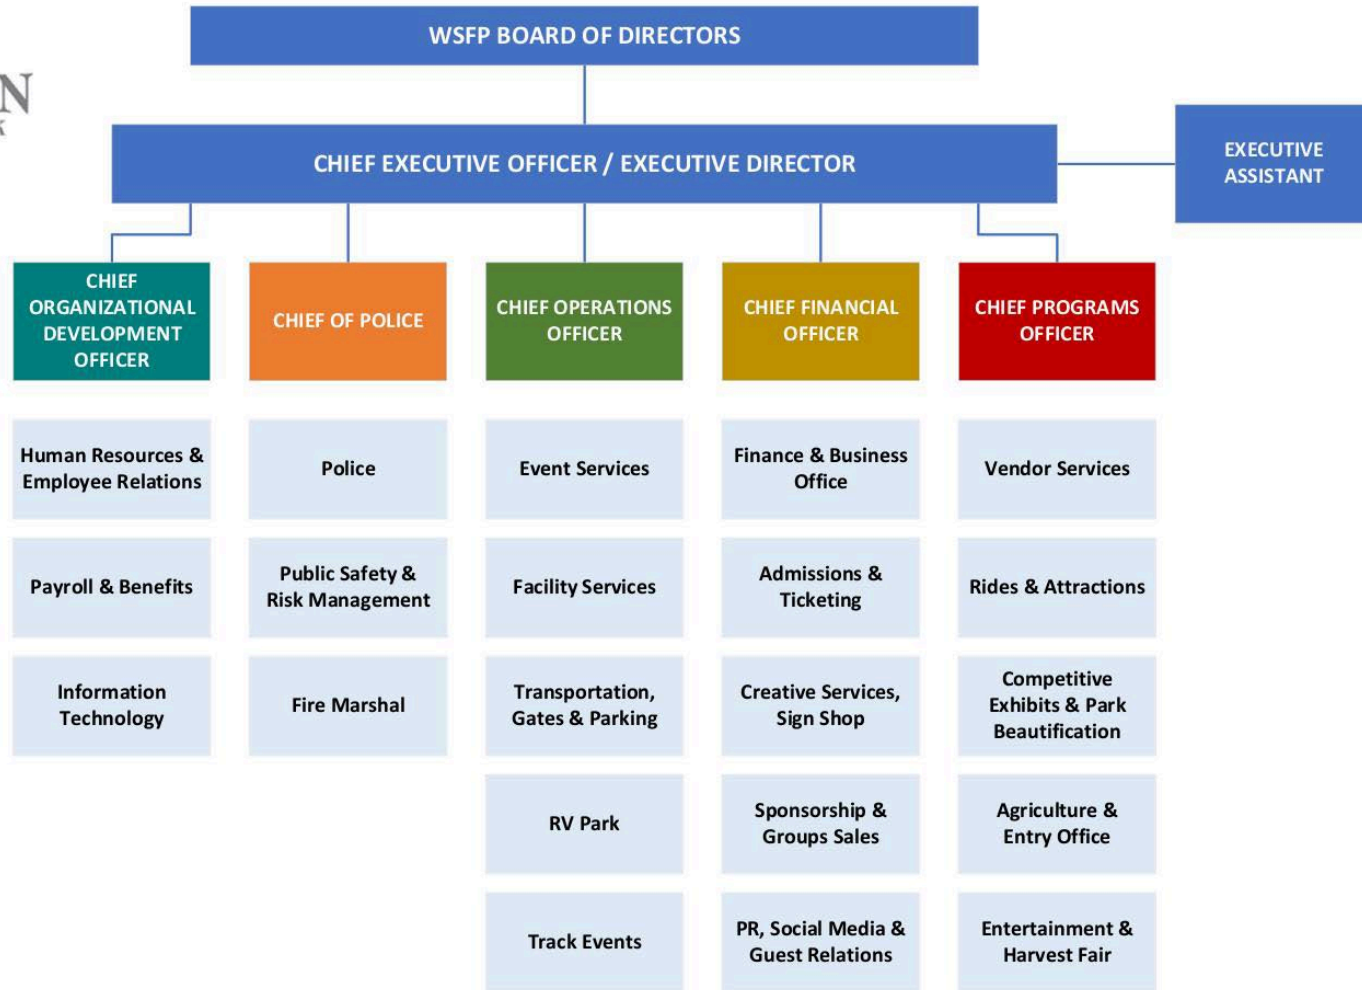 WSFP BOARD OF DIRECTORS
N
K
CHIEF EXECUTIVE OFFICER / EXECUTIVE DIRECTOR
EXECUTIVE
ASSISTANT
CHIEF
ORGANIZATIONAL
DEVELOPMENT
OFFICER
CHIEF OF POLICE
CHIEF OPERATIONS
OFFICER
CHIEF FINANCIAL
OFFICER
CHIEF PROGRAMS
OFFICER
Human Resources &
Employee Relations
Police
Event Services
Finance & Business
Office
Vendor Services
Payroll & Benefits
Public Safety &
Risk Management
Facility Services
Admissions &
Ticketing
Rides & Attractions
Information
Technology
Fire Marshal
Transportation,
Gates & Parking
Creative Services,
Sign Shop
Competitive
Exhibits & Park
Beautification
RV Park
Sponsorship &
Groups Sales
Agriculture &
Entry Office
Track Events
PR, Social Media &
Guest Relations
Entertainment &
Harvest Fair